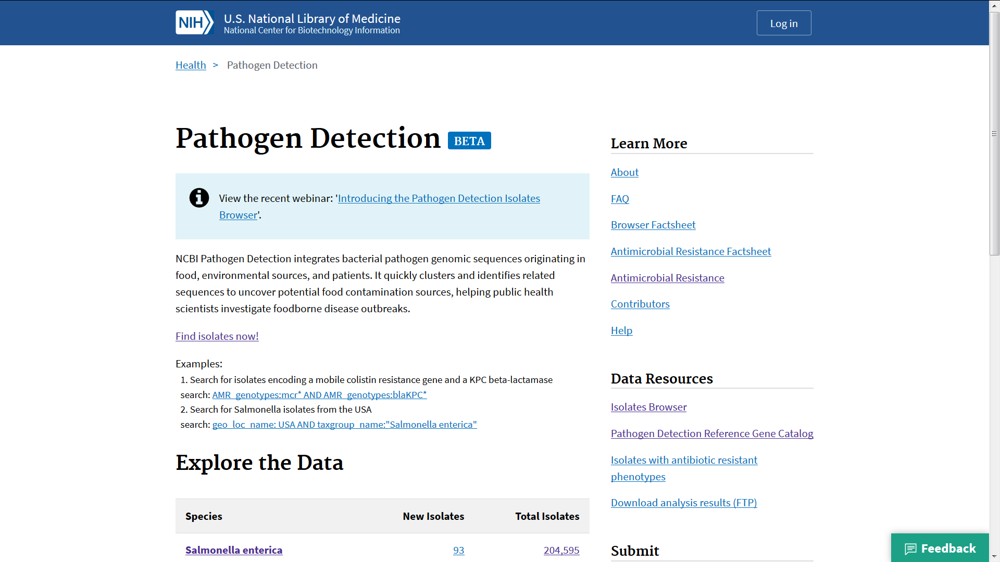 NIH
U.S. National Library of Medicine
National Center for Biotechnology Information
Log in
Health > Pathogen Detection
Pathogen Detection BETA
View the recent webinar: 'Introducing the Pathogen Detection Isolates
Browser'.
NCBI Pathogen Detection integrates bacterial pathogen genomic sequences originating in
food, environmental sources, and patients. It quickly clusters and identifies related
sequences to uncover potential food contamination sources, helping public health
scientists investigate foodborne disease outbreaks.
Find isolates now!
Examples:
1. Search for isolates encoding a mobile colistin resistance gene and a KPC beta-lactamase
search: AMR_genotypes:mcr* AND AMR_genotypes:blaKPC*
2. Search for Salmonella isolates from the USA
search: geo_loc_name: USA AND taxgroup_name:"Salmonella enterica"
Explore the Data
Species New Isolates Total Isolates
Salmonella enterica 93 204,595
Learn More
About
FAQ
Browser Factsheet
Antimicrobial Resistance Factsheet
Antimicrobial Resistance
Contributors
Help
Data Resources
Isolates Browser
Pathogen Detection Reference Gene Catalog
Isolates with antibiotic resistant
phenotypes
Download analysis results (FTP)
Submit
Feedback